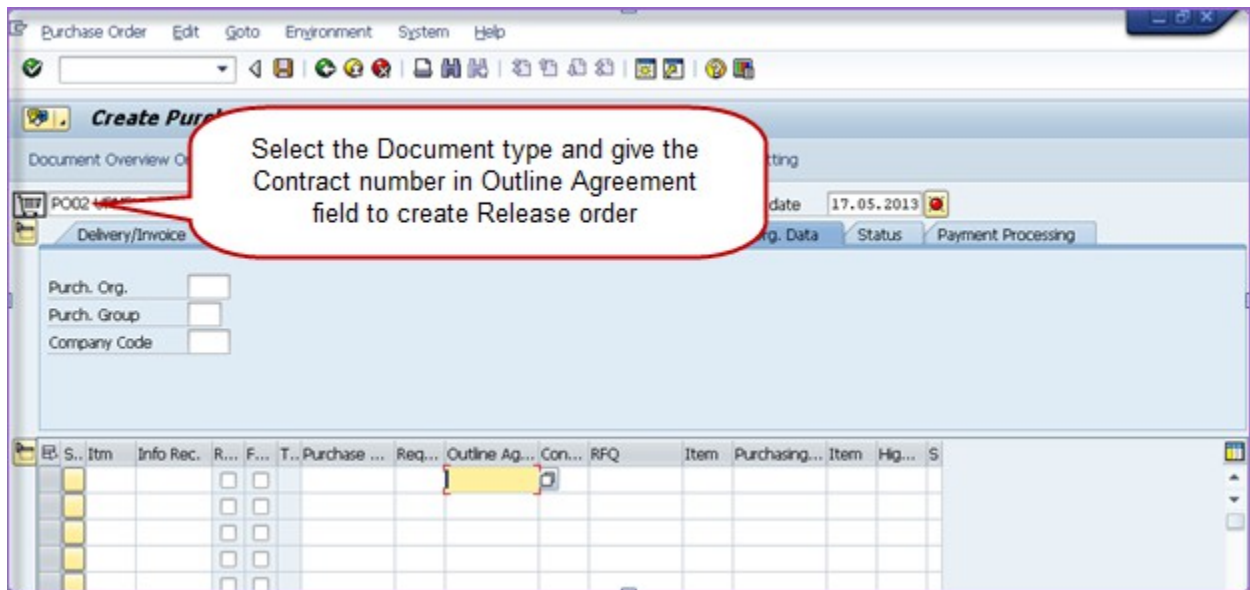 Purchase Order Edit Goto Environment System Help
Create Purc
Document Overview O
Select the Document type and give the
Contract number in Outline Agreement
field to create Release order
tting
PO02
date 17.05.2013
Delivery/Invoice
rg. Data Status Payment Processing
Purch. Org.
Purch. Group
Company Code
S.. Itm Info Rec. R... F... T.. Purchase ... Req... Outline Ag... Con... RFQ Item Purchasing... Item Hig... S